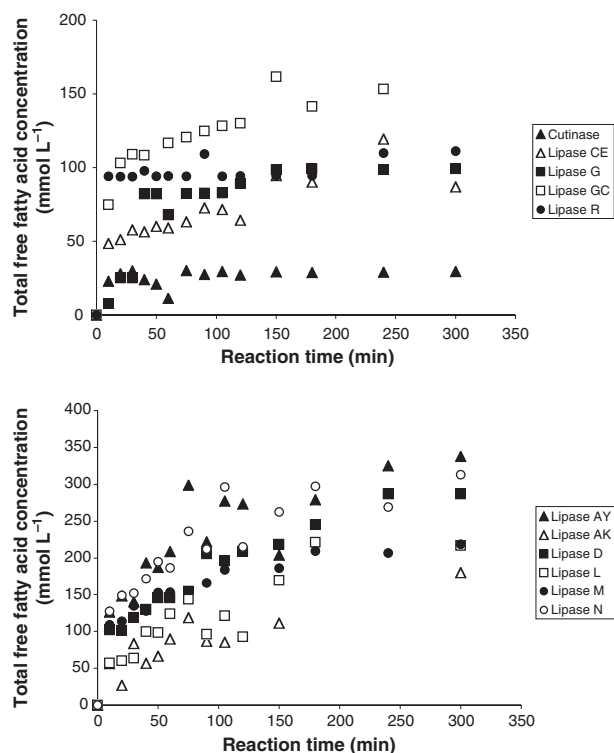 Total free fatty acid concentration
(mmol L⁻¹)
200
150
100
50
0
0 50 100 150 200 250 300 350
Reaction time (min)
Cutinase
Lipase CE
Lipase G
Lipase GC
Lipase R
Total free fatty acid concentration
(mmol L⁻¹)
400
350
300
250
200
150
100
50
0
0 50 100 150 200 250 300 350
Reaction time (min)
Lipase AY
Lipase AK
Lipase D
Lipase L
Lipase M
Lipase N